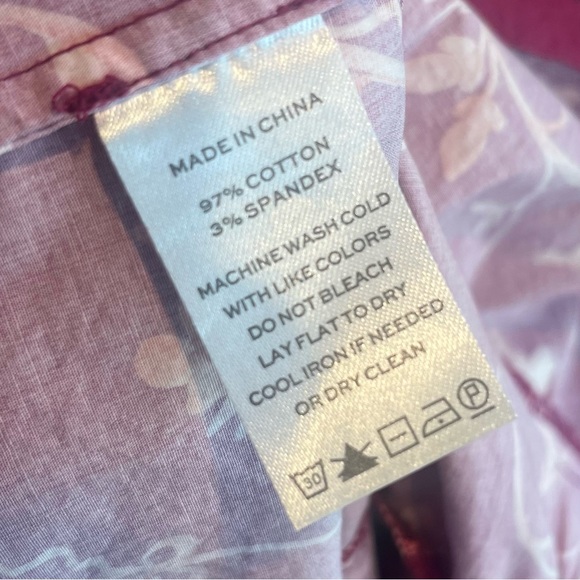 MADE IN CHINA
97% COTTON
3% SPANDEX
MACHINE WASH COLD
WITH LIKE COLORS
DO NOT BLEACH
LAY FLAT TO DRY
COOL IRON IF NEEDED
OR DRY CLEAN
30 P